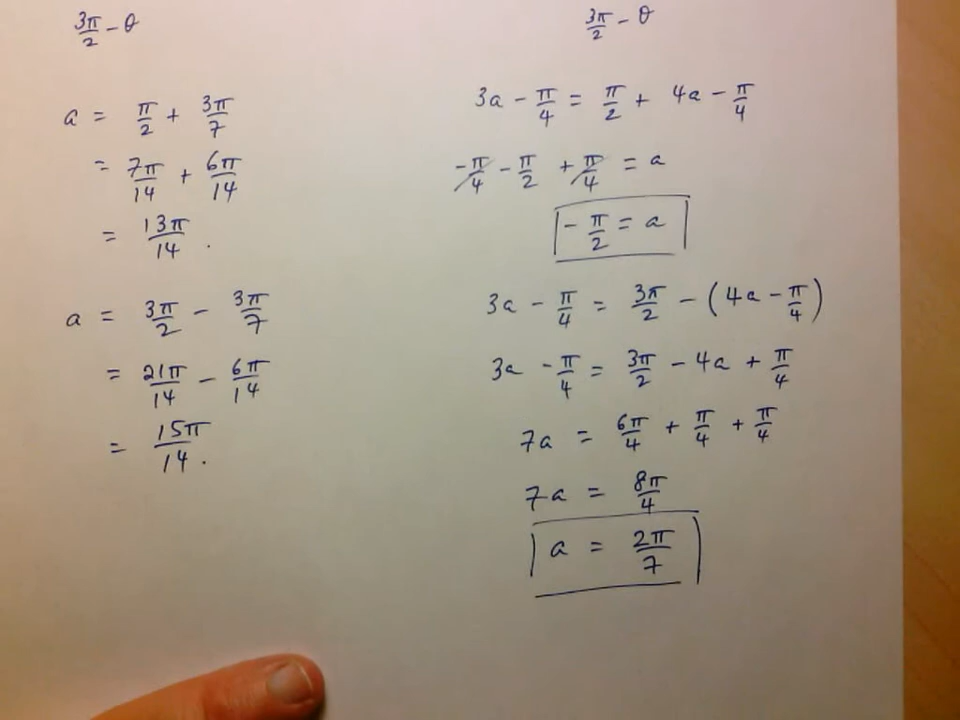 3π/2 - θ
a = π/2 + 3π/7
= 7π/14 + 6π/14
= 13π/14 .
a = 3π/2 - 3π/7
= 21π/14 - 6π/14
= 15π/14 .
3π/2 - θ
3a - π/4 = π/2 + 4a - π/4
-π/4 - π/2 + π/4 = a
-π/2 = a
3a - π/4 = 3π/2 - (4a - π/4)
3a - π/4 = 3π/2 - 4a + π/4
7a = 6π/4 + π/4 + π/4
7a = 8π/4
a = 2π/7